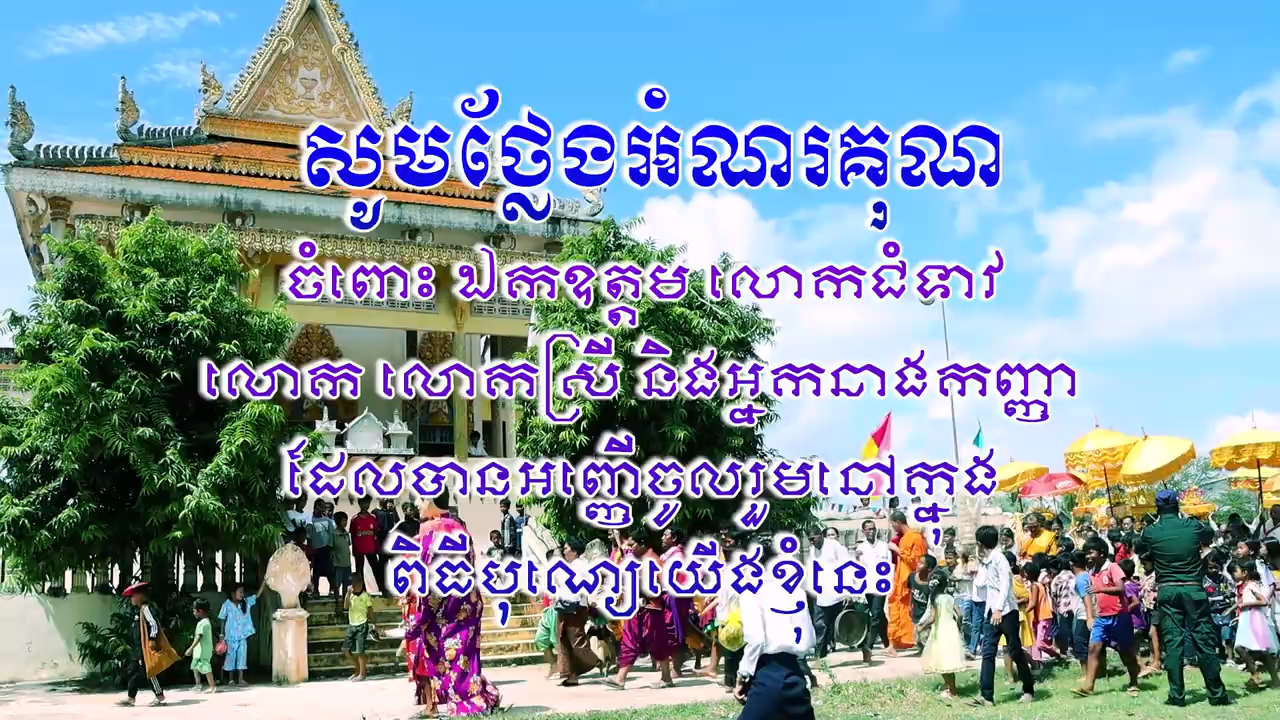 សូមថ្លែងអំណរគុណ
ចំពោះ ឯកឧត្តម លោកជំទាវ
លោក លោកស្រី និងអ្នកនាងកញ្ញា
ដែលបានអញ្ជើញចូលរួមនៅក្នុង
ពិធីបុណ្យយើងខ្ញុំនេះ